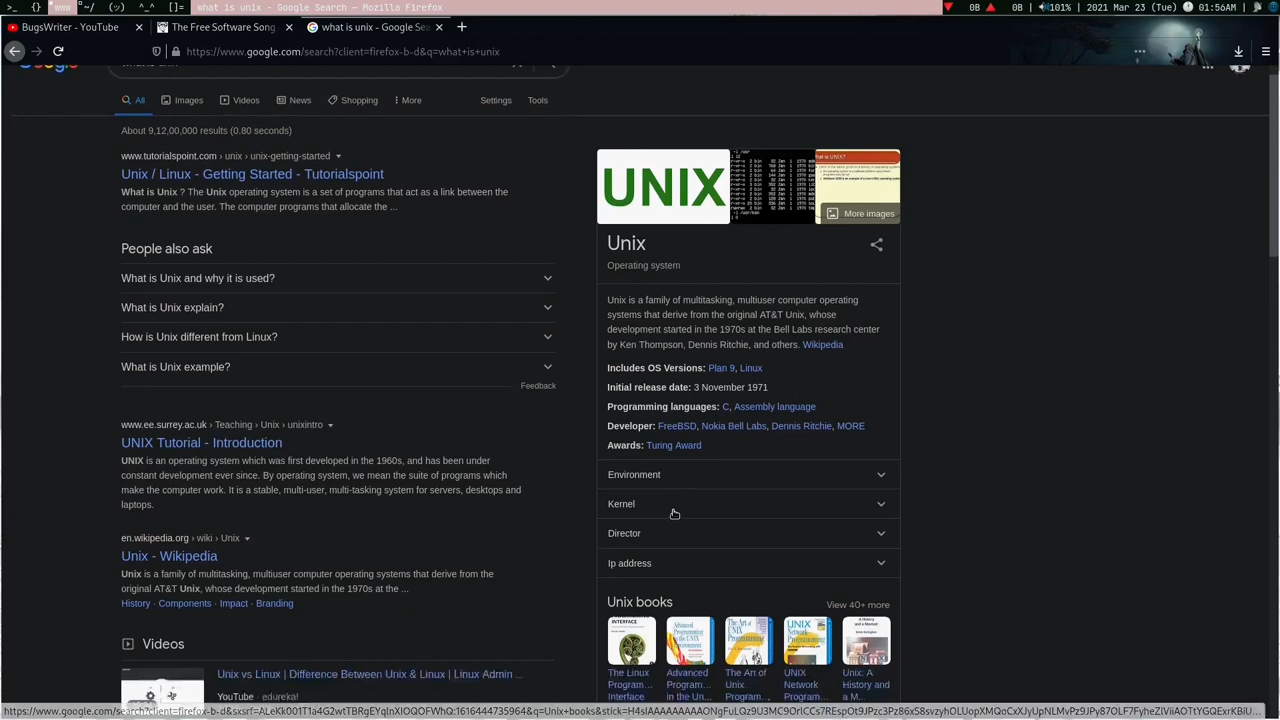 >_ {} www ~/ (ツ) ^_^ []= what is unix - Google Search — Mozilla Firefox 0B 0B 101% 2021 Mar 23 (Tue) 01:56AM
BugsWriter - YouTube The Free Software Song what is unix - Google Sea
https://www.google.com/search?client=firefox-b-d&q=what+is+unix
All Images Videos News Shopping More Settings Tools
About 9,12,00,000 results (0.80 seconds)
www.tutorialspoint.com › unix › unix-getting-started
Unix / Linux - Getting Started - Tutorialspoint
The Unix operating system is a set of programs that act as a link between the
computer and the user. The computer programs that allocate the ...
People also ask
What is Unix and why it is used?
What is Unix explain?
How is Unix different from Linux?
What is Unix example?
Feedback
www.ee.surrey.ac.uk › Teaching › Unix › unixintro
UNIX Tutorial - Introduction
UNIX is an operating system which was first developed in the 1960s, and has been under
constant development ever since. By operating system, we mean the suite of programs which
make the computer work. It is a stable, multi-user, multi-tasking system for servers, desktops and
laptops.
en.wikipedia.org › wiki › Unix
Unix - Wikipedia
Unix is a family of multitasking, multiuser computer operating systems that derive from the
original AT&T Unix, whose development started in the 1970s at the ...
History · Components · Impact · Branding
Videos
Unix vs Linux | Difference Between Unix & Linux | Linux Admin ...
YouTube · edureka!
UNIX
What is UNIX?
More images
Unix
Operating system
Unix is a family of multitasking, multiuser computer operating
systems that derive from the original AT&T Unix, whose
development started in the 1970s at the Bell Labs research center
by Ken Thompson, Dennis Ritchie, and others. Wikipedia
Includes OS Versions: Plan 9, Linux
Initial release date: 3 November 1971
Programming languages: C, Assembly language
Developer: FreeBSD, Nokia Bell Labs, Dennis Ritchie, MORE
Awards: Turing Award
Environment
Kernel
Director
Ip address
Unix books
View 40+ more
The Linux Program... Interface
Advanced Program... in the Un...
The Art of Unix Program...
UNIX Network Program...
Unix: A History and a M...